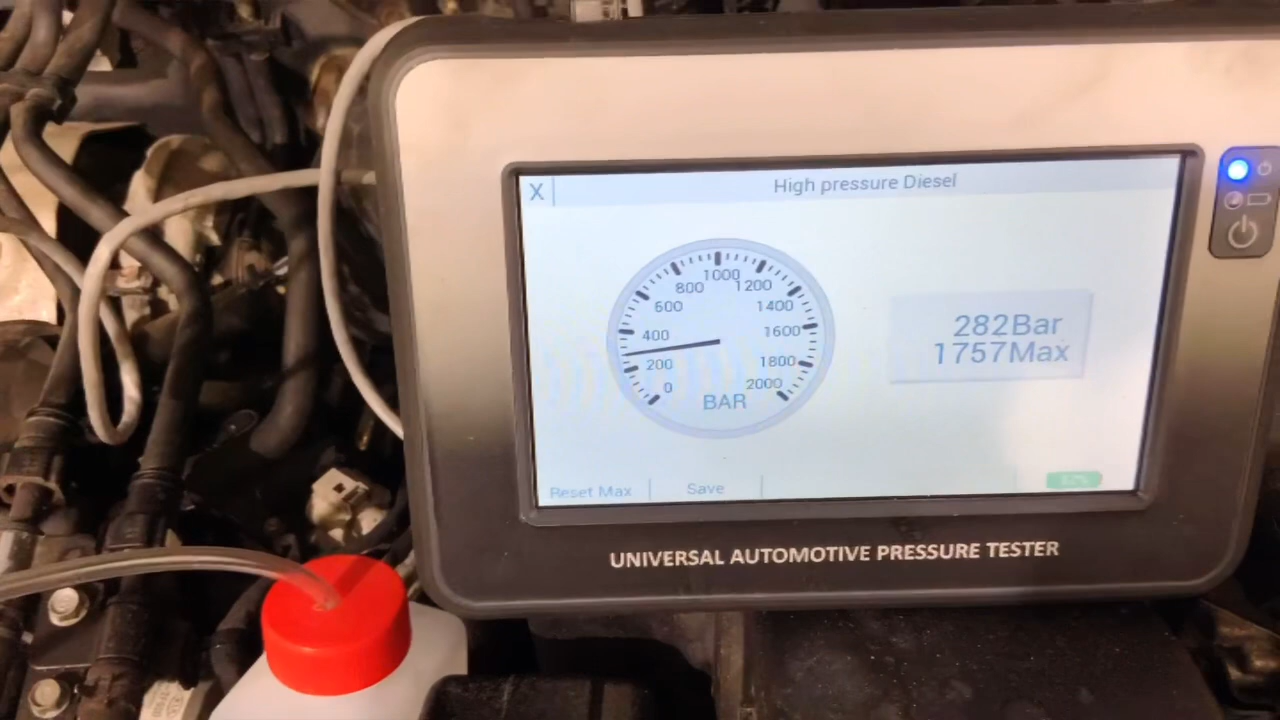 X
High pressure Diesel
1000
800
1200
600
1400
400
1600
200
1800
0
2000
BAR
282Bar
1757Max
Reset Max
Save
UNIVERSAL AUTOMOTIVE PRESSURE TESTER